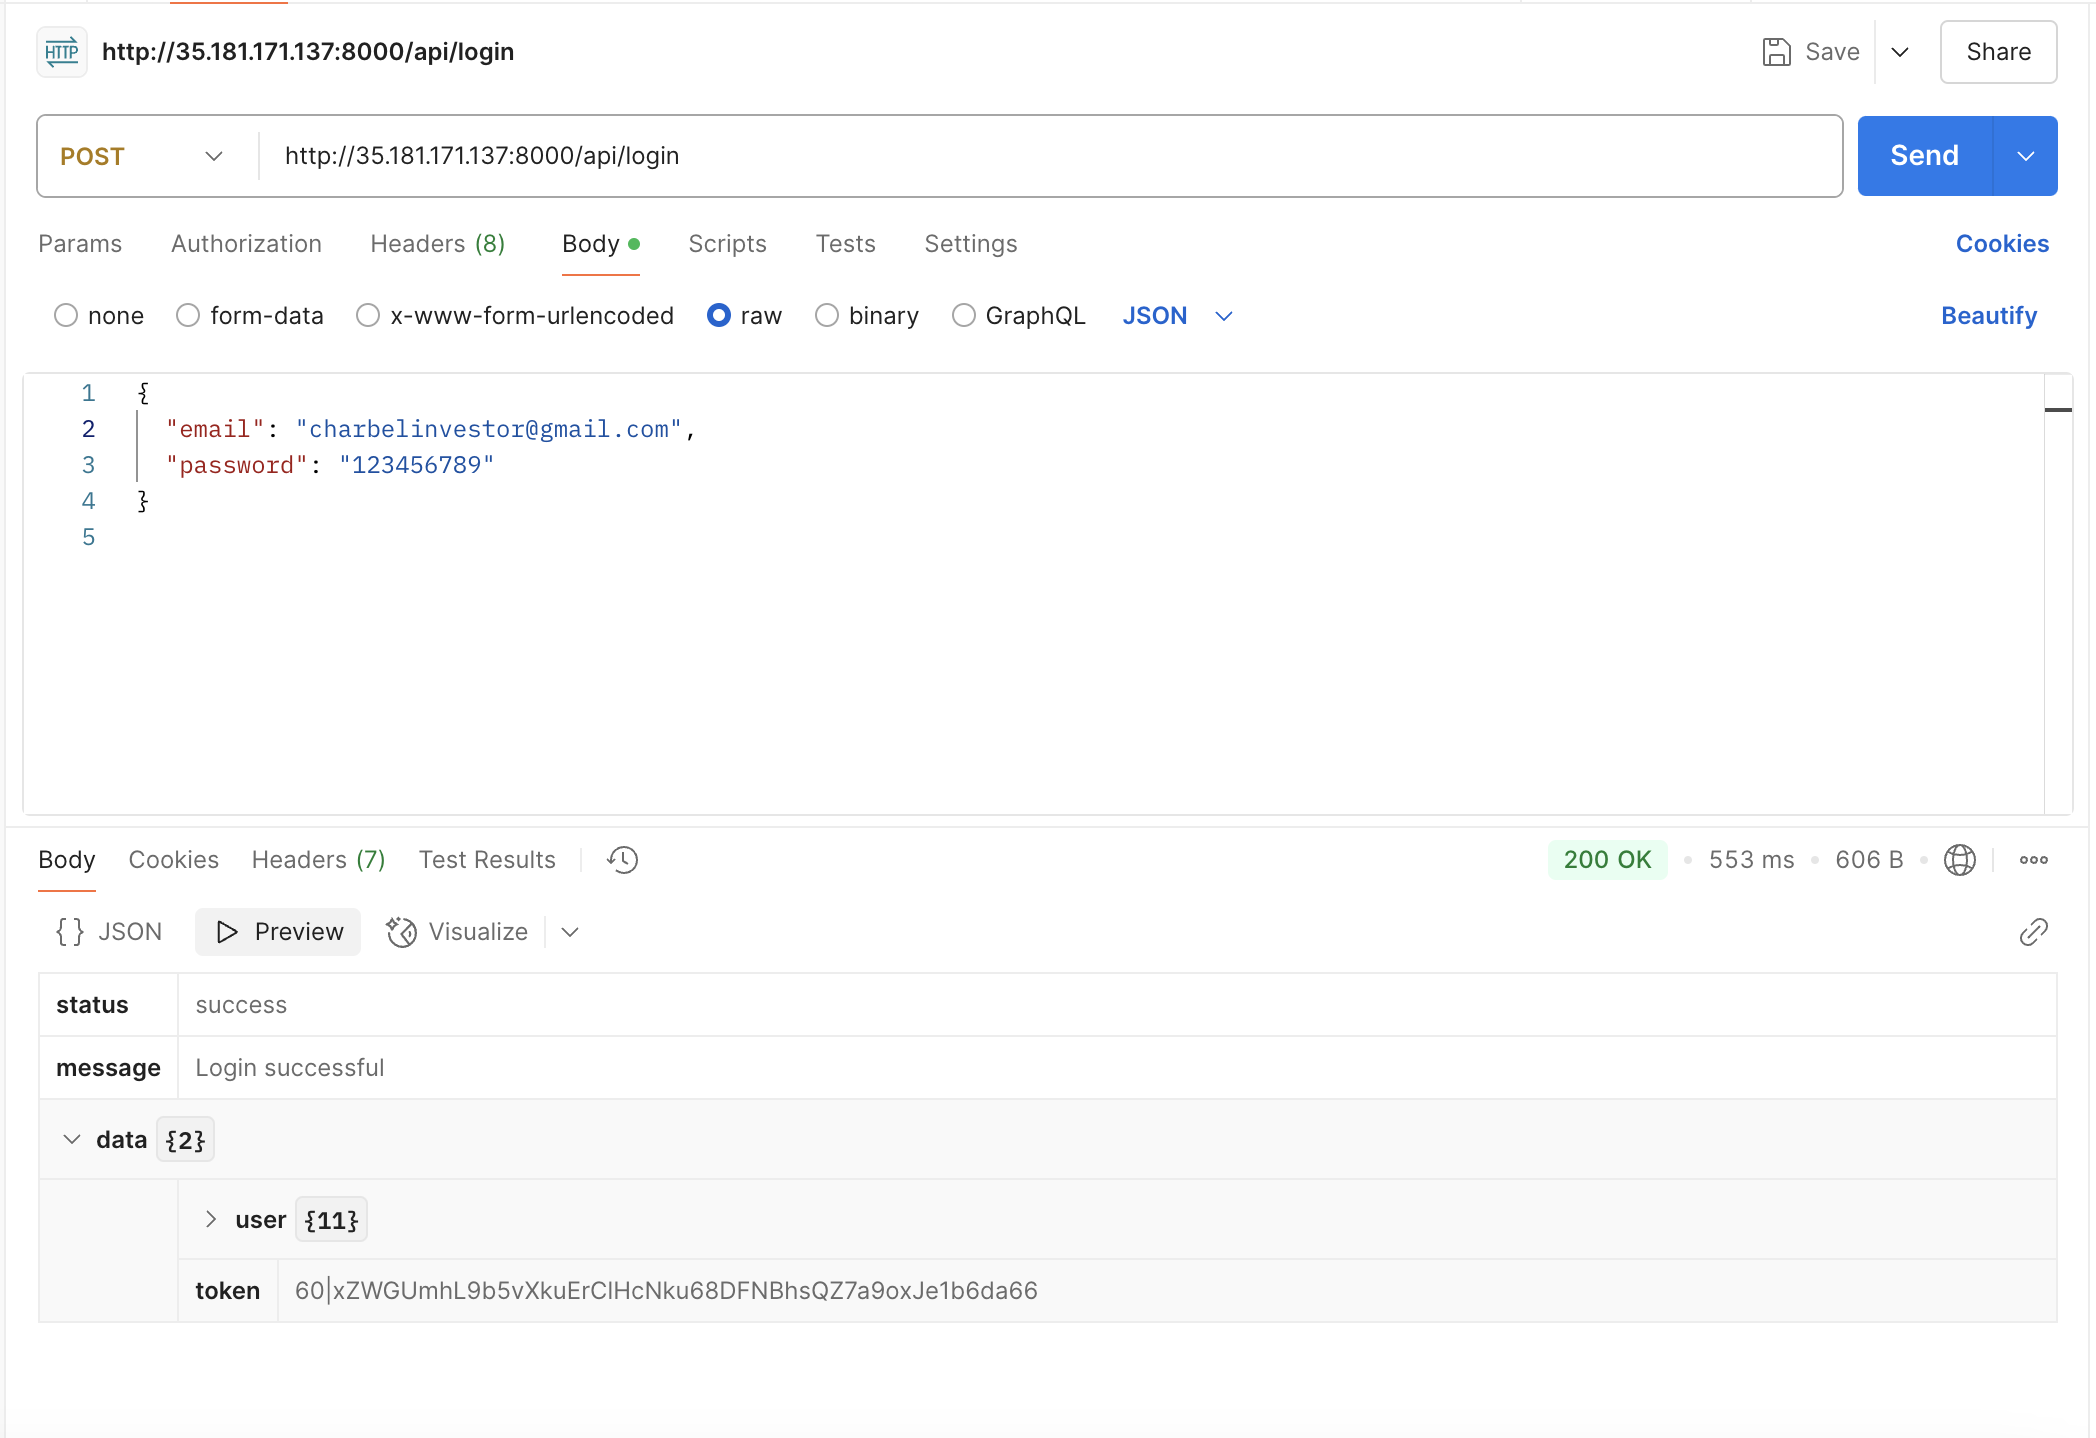 HTTP http://35.181.171.137:8000/api/login Save Share
POST http://35.181.171.137:8000/api/login Send
Params Authorization Headers (8) Body Scripts Tests Settings Cookies
none form-data x-www-form-urlencoded raw binary GraphQL JSON Beautify
1 {
2 "email": "charbelinvestor@gmail.com",
3 "password": "123456789"
4 }
5
Body Cookies Headers (7) Test Results 200 OK • 553 ms • 606 B •
{} JSON Preview Visualize
status success
message Login successful
data {2}
user {11}
token 60|xZWGUmhL9b5vXkuErClHcNku68DFNBhsQZ7a9oxJe1b6da66